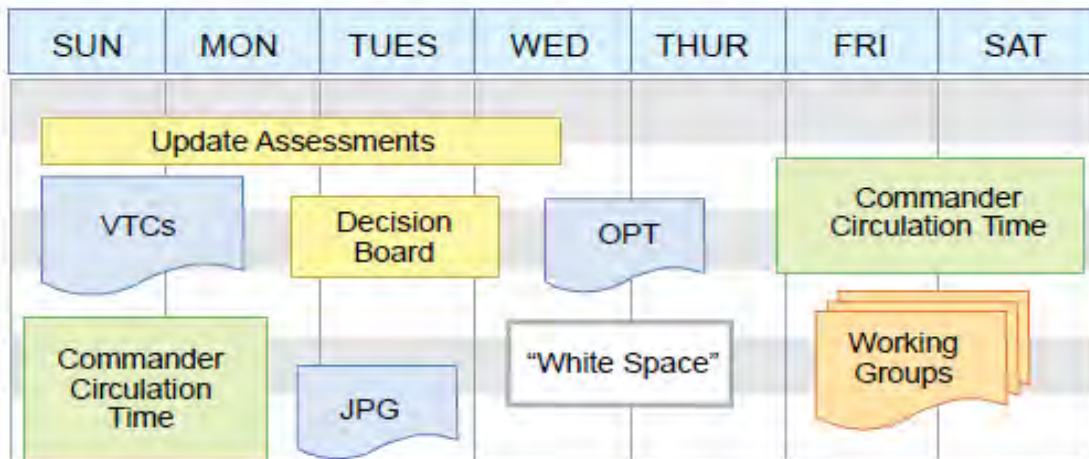 SUN MON TUES WED THUR FRI SAT
Update Assessments
VTCs
Decision
Board
OPT
Commander
Circulation Time
Commander
Circulation
Time
JPG
“White Space”
Working
Groups